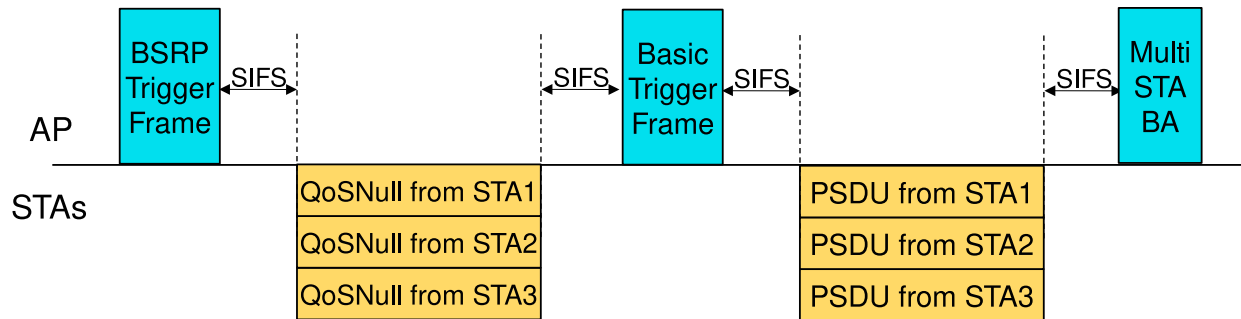 BSRP
Trigger
Frame
SIFS
SIFS
Basic
Trigger
Frame
SIFS
SIFS
Multi
STA
BA
AP
STAs
QoSNull from STA1
QoSNull from STA2
QoSNull from STA3
PSDU from STA1
PSDU from STA2
PSDU from STA3